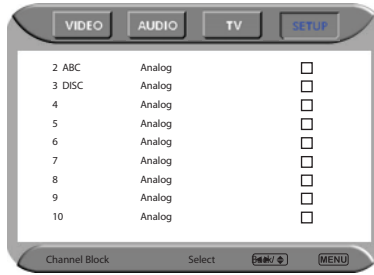 VIDEO AUDIO TV SETUP
2 ABC Analog
3 DISC Analog
4 Analog
5 Analog
6 Analog
7 Analog
8 Analog
9 Analog
10 Analog
Channel Block Select MENU